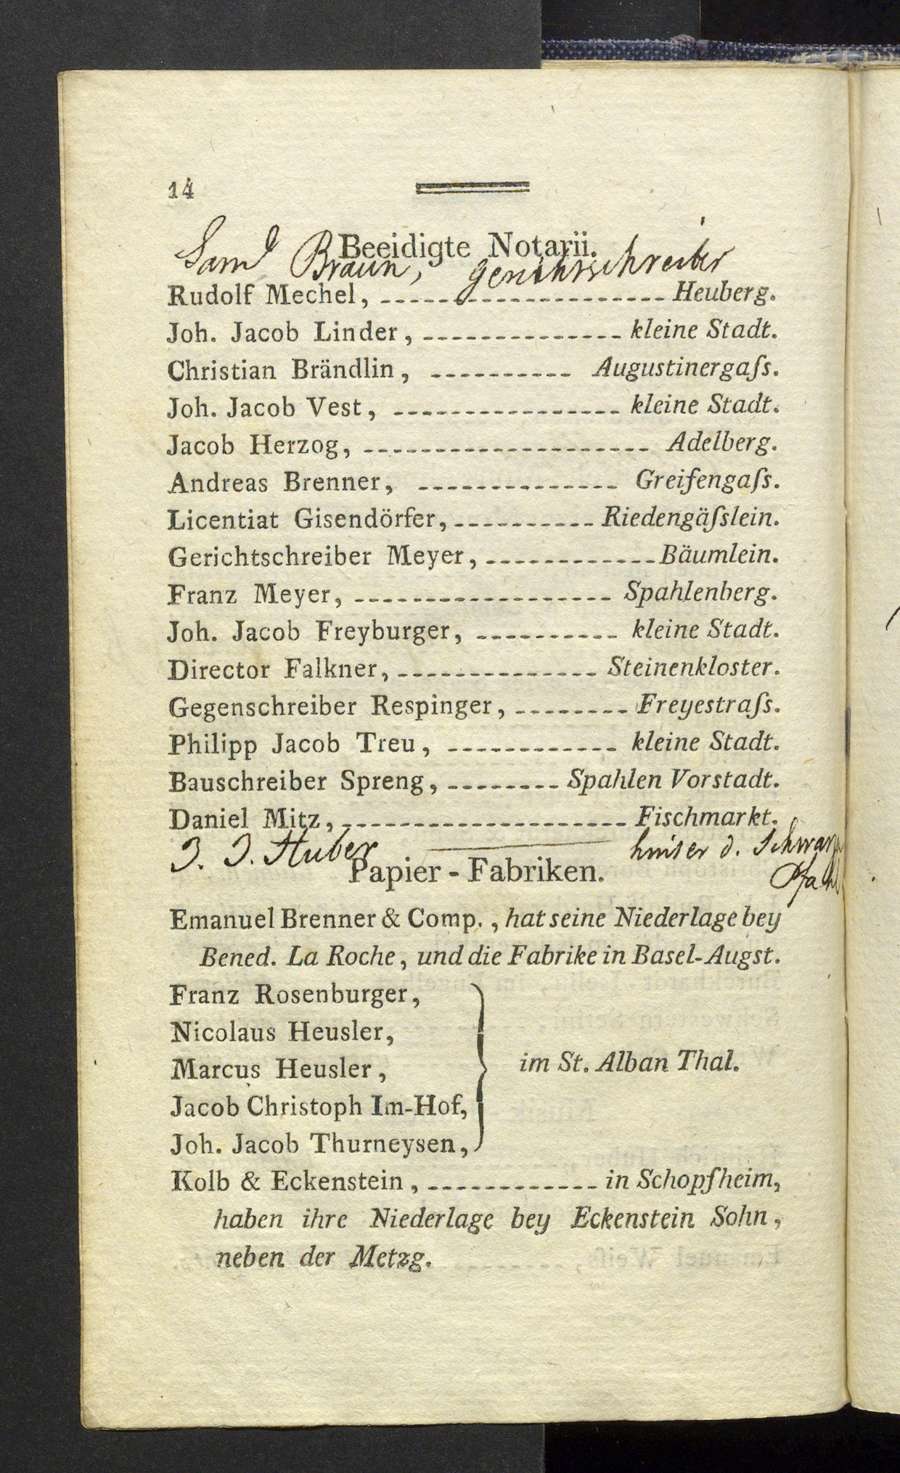 14
Beeidigte Notarii.
Saml Braun, Gerichtschreiber
Rudolf Mechel, Heuberg.
Joh. Jacob Linder, kleine Stadt.
Christian Brändlin, Augustinergaſs.
Joh. Jacob Vest, kleine Stadt.
Jacob Herzog, Adelberg.
Andreas Brenner, Greifengaſs.
Licentiat Gisendörfer, Riedengäſslein.
Gerichtschreiber Meyer, Bäumlein.
Franz Meyer, Spahlenberg.
Joh. Jacob Freyburger, kleine Stadt.
Director Falkner, Steinenkloster.
Gegenschreiber Respinger, Freyestraſs.
Philipp Jacob Treu, kleine Stadt.
Bauschreiber Spreng, Spahlen Vorstadt.
Daniel Mitz, Fischmarkt.
J. J. Huber hinter d. Schwarz
Pfahl
Papier-Fabriken.
Emanuel Brenner & Comp., hat seine Niederlage bey
Bened. La Roche, und die Fabrike in Basel-Augst.
Franz Rosenburger,
Nicolaus Heusler,
Marcus Heusler, im St. Alban Thal.
Jacob Christoph Im-Hof,
Joh. Jacob Thurneysen,
Kolb & Eckenstein, in Schopfheim,
haben ihre Niederlage bey Eckenstein Sohn,
neben der Metzg.